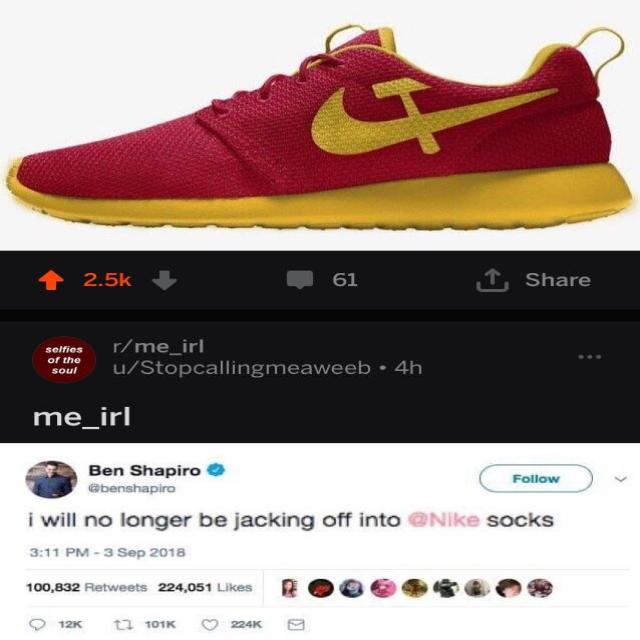 2.5k 61 Share
selfies
of the
soul
r/me_irl
u/Stopcallingmeaweeb • 4h
me_irl
Ben Shapiro
@benshapiro
Follow
i will no longer be jacking off into @Nike socks
3:11 PM - 3 Sep 2018
100,832 Retweets 224,051 Likes
12K 101K 224K